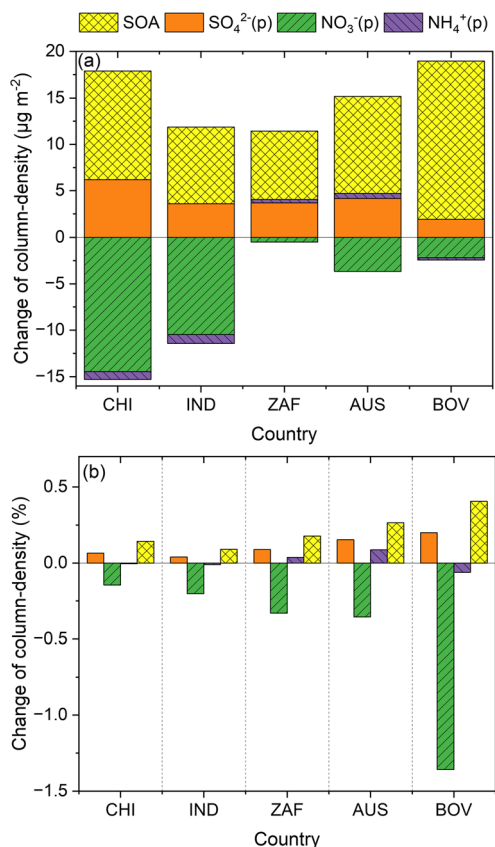 SOA SO₄²⁻(p) NO₃⁻(p) NH₄⁺(p)
(a)
Change of column-density (μg m⁻²)
20
15
10
5
0
−5
−10
−15
CHI IND ZAF AUS BOV
Country
(b)
Change of column-density (%)
0.5
0.0
−0.5
−1.0
−1.5
CHI IND ZAF AUS BOV
Country